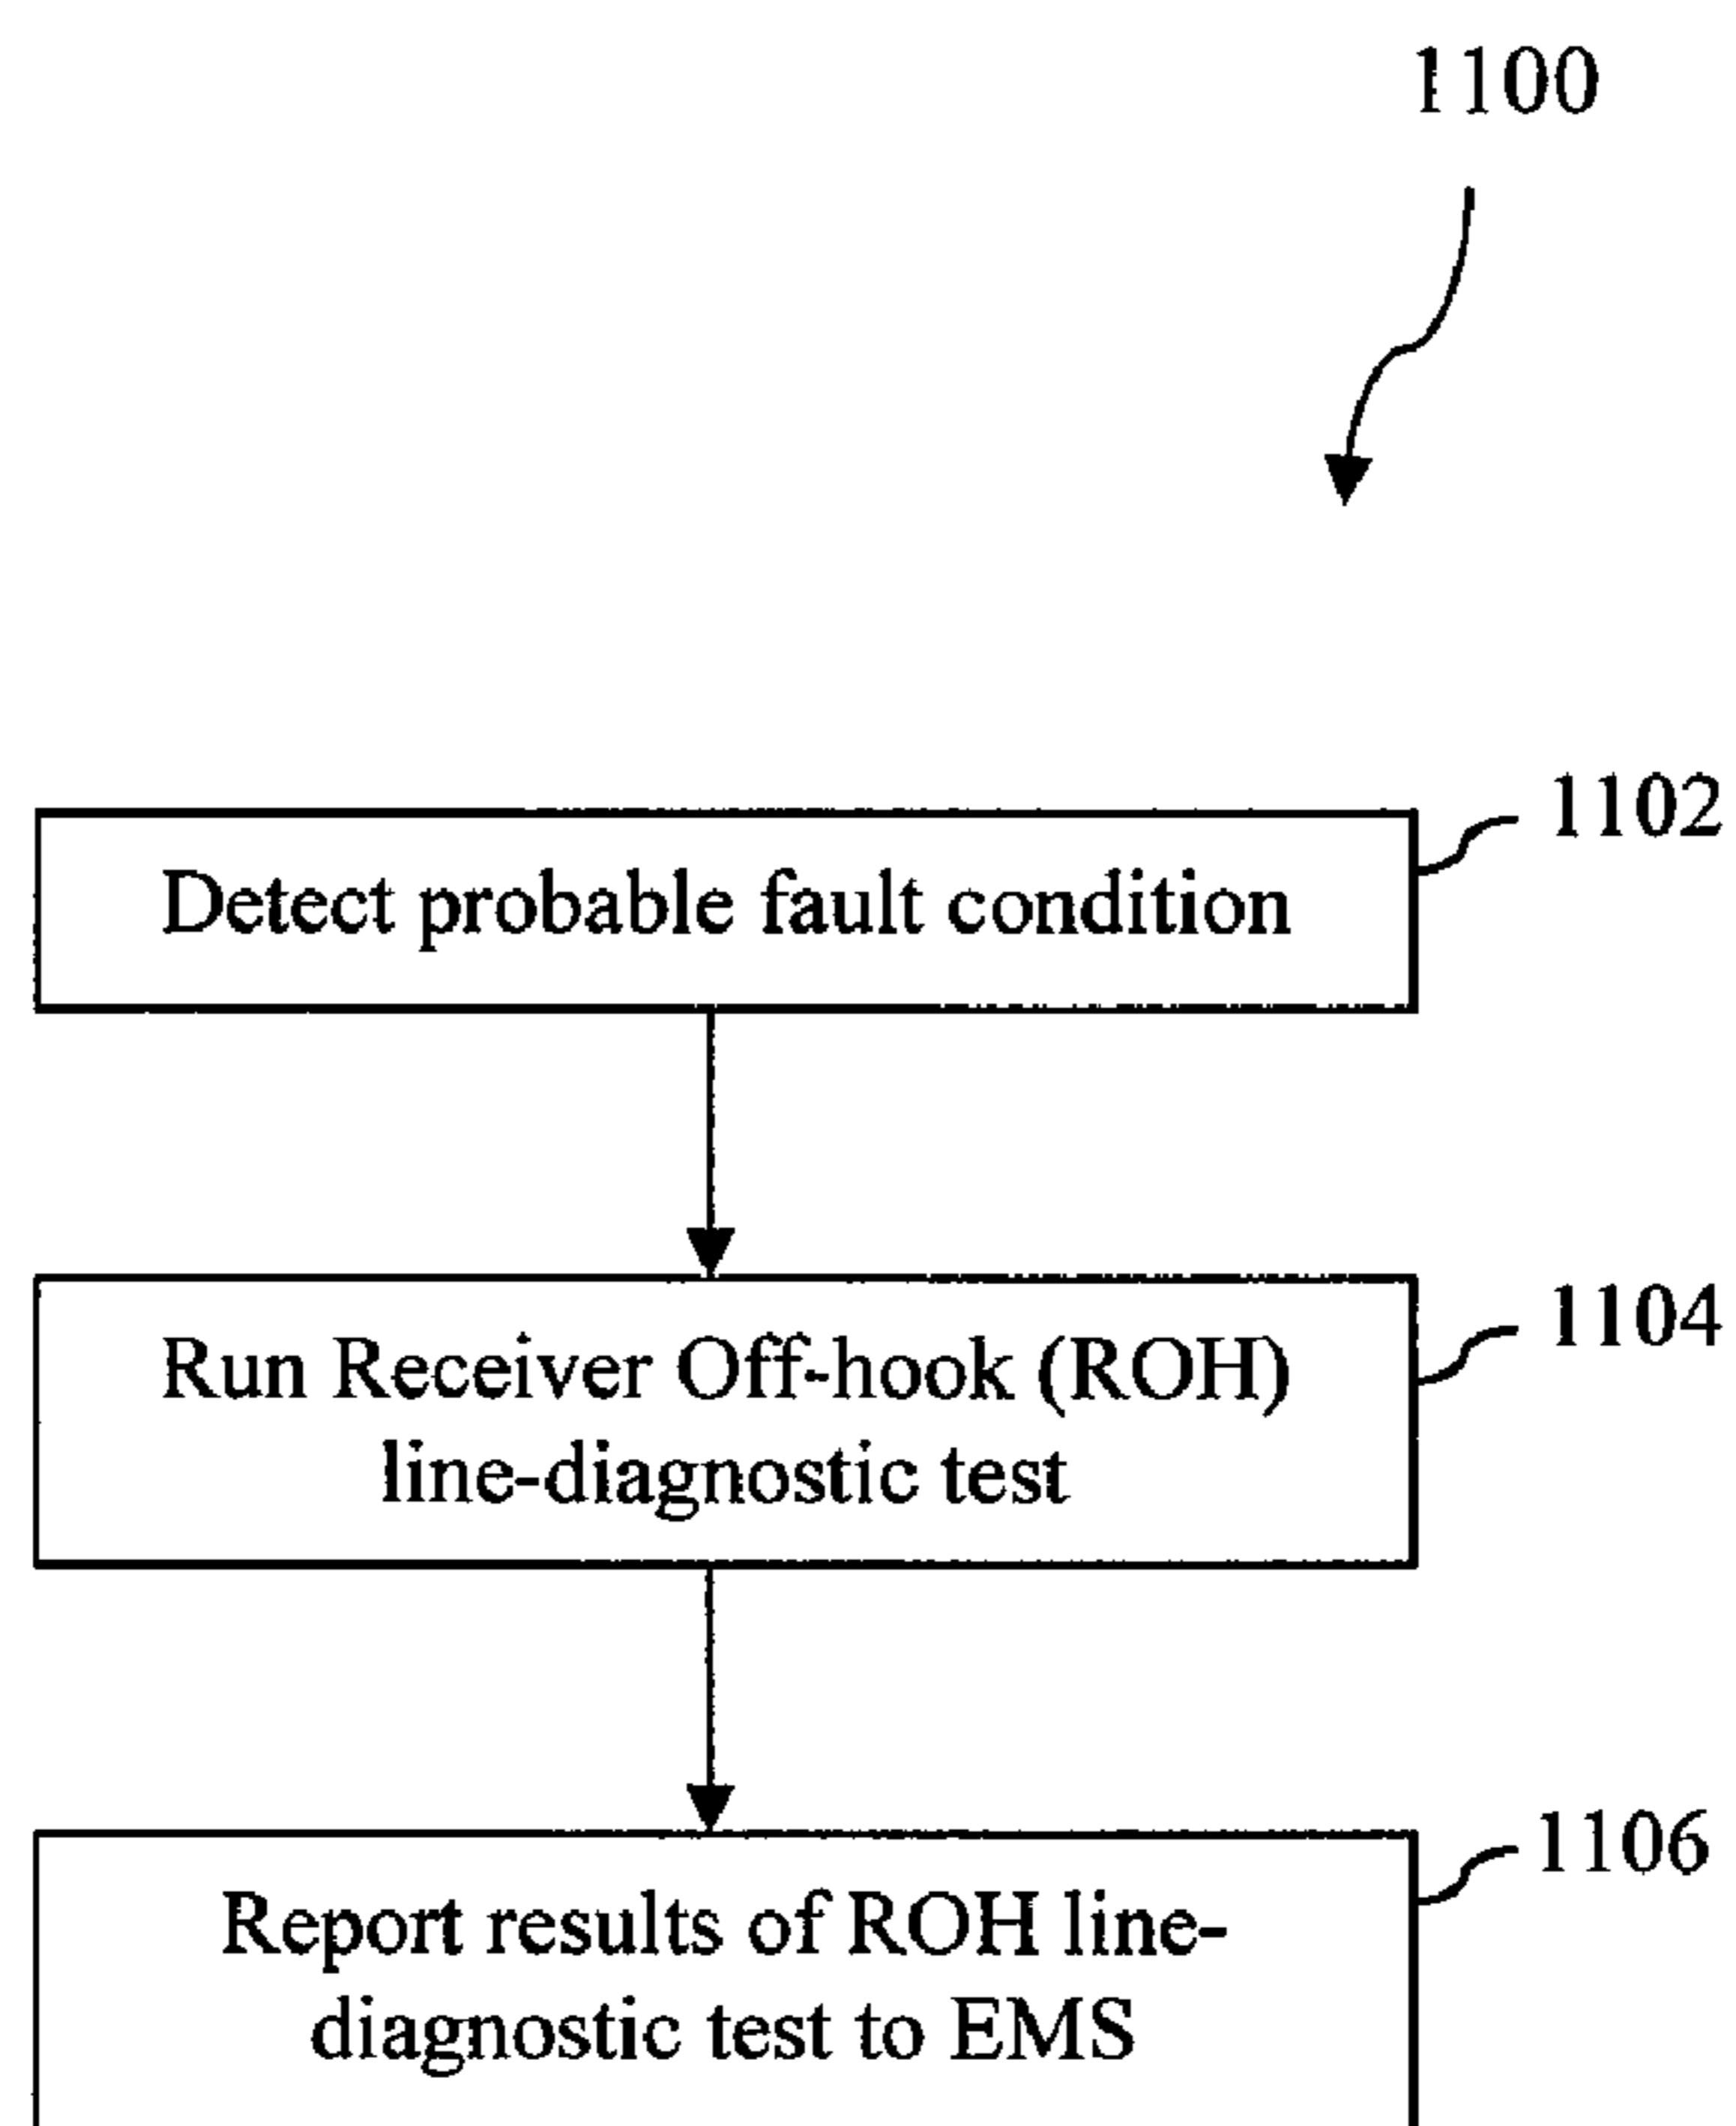 1100
1102
Detect probable fault condition
1104
Run Receiver Off-hook (ROH)
line-diagnostic test
1106
Report results of ROH line-
diagnostic test to EMS